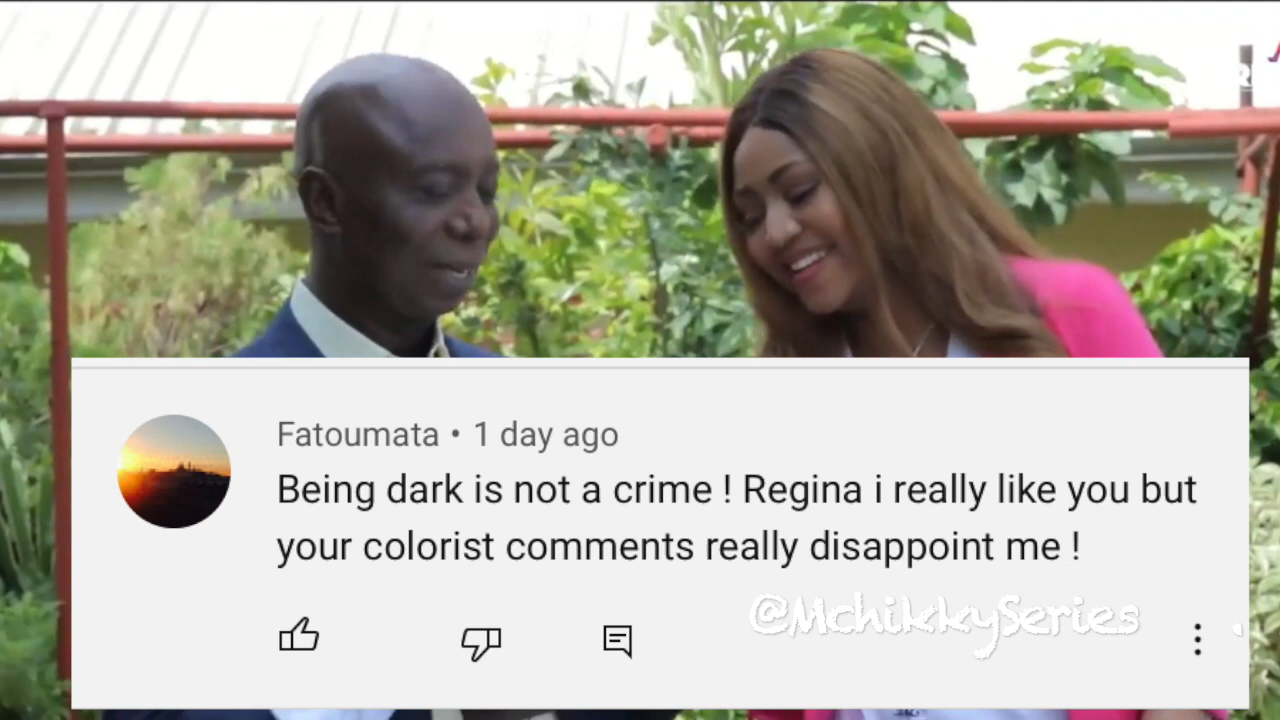 R
Fatoumata • 1 day ago
Being dark is not a crime ! Regina i really like you but
your colorist comments really disappoint me !
@MchikkySeries